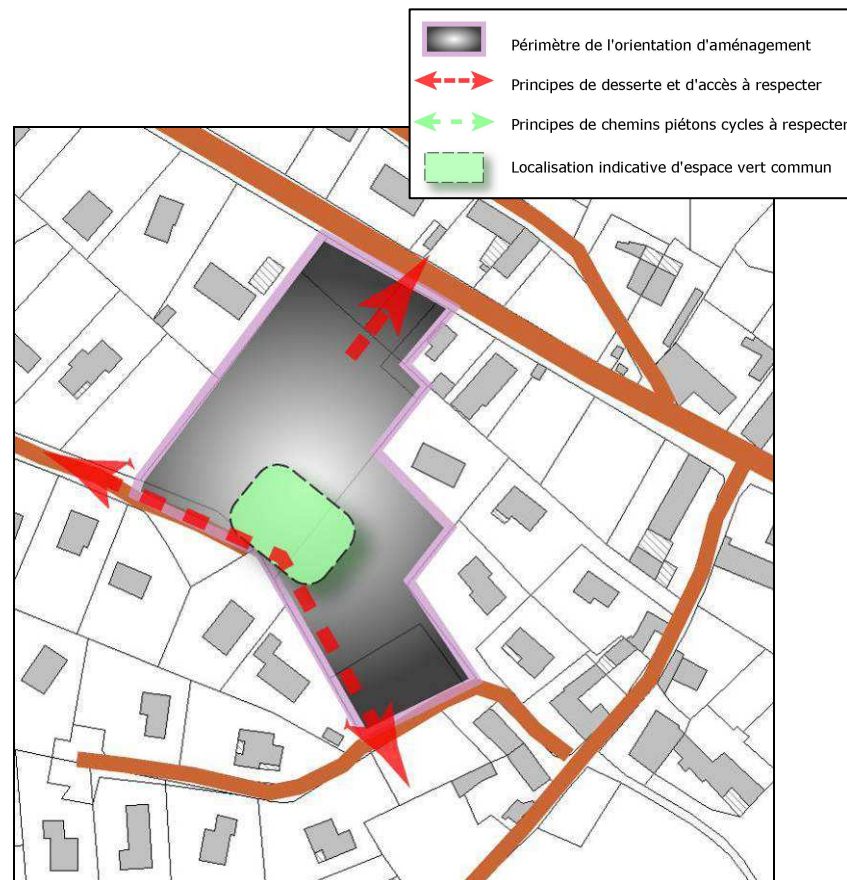 Périmètre de l'orientation d'aménagement
Principes de desserte et d'accès à respecter
Principes de chemins piétons cycles à respecter
Localisation indicative d'espace vert commun